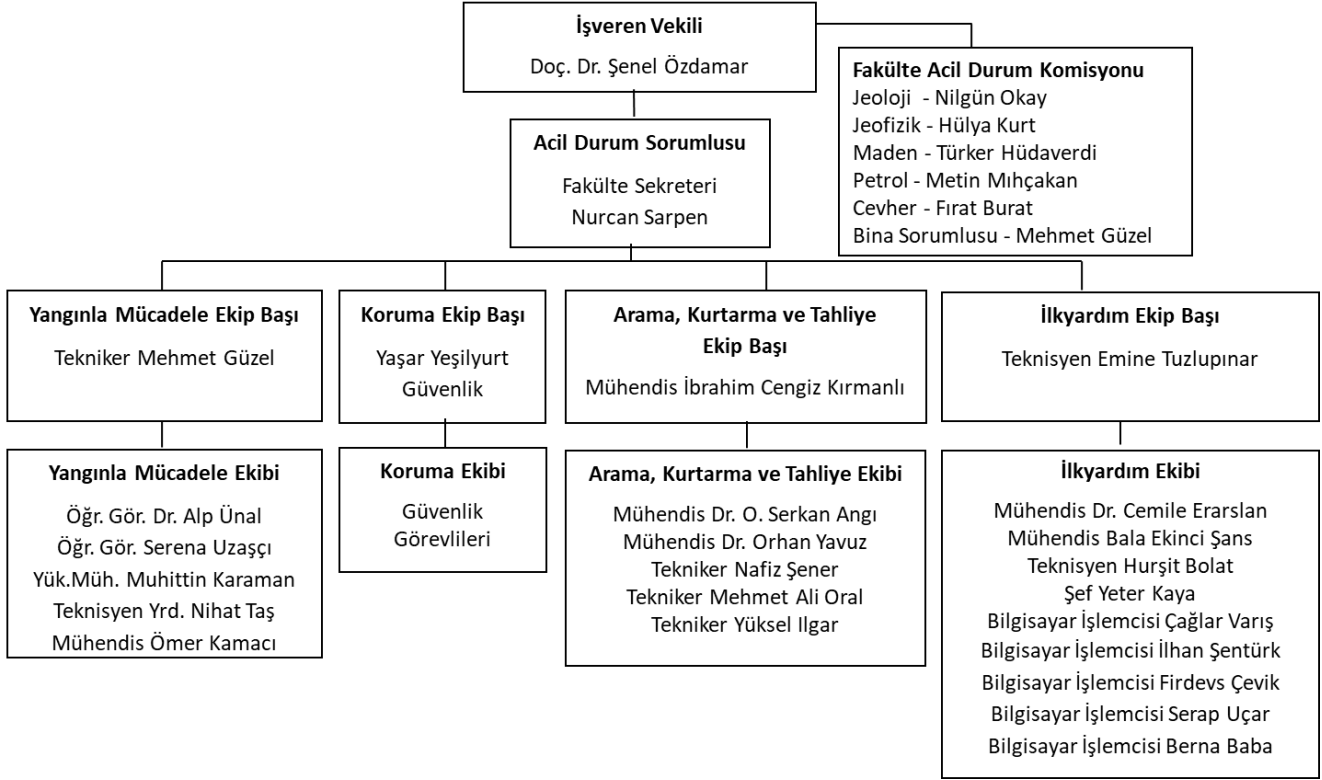 İşveren Vekili
Doç. Dr. Şenel Özdamar
Fakülte Acil Durum Komisyonu
Jeoloji - Nilgün Okay
Jeofizik - Hülya Kurt
Maden - Türker Hüdaverdi
Petrol - Metin Mıhçakan
Cevher - Fırat Burat
Bina Sorumlusu - Mehmet Güzel
Acil Durum Sorumlusu
Fakülte Sekreteri
Nurcan Sarpen
Yangınla Mücadele Ekip Başı
Tekniker Mehmet Güzel
Koruma Ekip Başı
Yaşar Yeşilyurt
Güvenlik
Arama, Kurtarma ve Tahliye
Ekip Başı
Mühendis İbrahim Cengiz Kırmanlı
İlkyardım Ekip Başı
Teknisyen Emine Tuzlupınar
Yangınla Mücadele Ekibi
Öğr. Gör. Dr. Alp Ünal
Öğr. Gör. Serena Uzaşçı
Yük.Müh. Muhittin Karaman
Teknisyen Yrd. Nihat Taş
Mühendis Ömer Kamacı
Koruma Ekibi
Güvenlik
Görevlileri
Arama, Kurtarma ve Tahliye Ekibi
Mühendis Dr. O. Serkan Angı
Mühendis Dr. Orhan Yavuz
Tekniker Nafiz Şener
Tekniker Mehmet Ali Oral
Tekniker Yüksel Ilgar
İlkyardım Ekibi
Mühendis Dr. Cemile Erarslan
Mühendis Bala Ekinci Şans
Teknisyen Hurşit Bolat
Şef Yeter Kaya
Bilgisayar İşlemcisi Çağlar Varış
Bilgisayar İşlemcisi İlhan Şentürk
Bilgisayar İşlemcisi Firdevs Çevik
Bilgisayar İşlemcisi Serap Uçar
Bilgisayar İşlemcisi Berna Baba